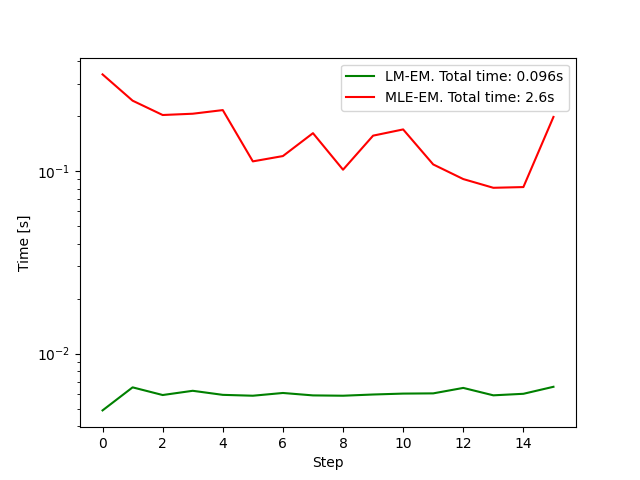 LM-EM. Total time: 0.096s
MLE-EM. Total time: 2.6s
10⁻¹
10⁻²
Time [s]
0 2 4 6 8 10 12 14
Step